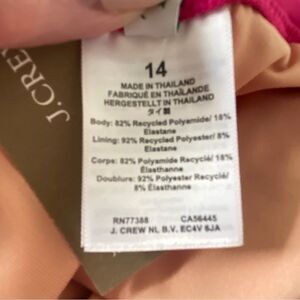 J.CREW
14
MADE IN THAILAND
FABRIQUÉ EN THAÏLANDE
HERGESTELLT IN THAILAND
タイ製
Body: 82% Recycled Polyamide/ 18%
Elastane
Lining: 92% Recycled Polyester/ 8%
Elastane
Corps: 82% Polyamide Recyclé/ 18%
Élasthanne
Doublure: 92% Polyester Recyclé/
8% Élasthanne
RN77388 CA56445
J. CREW NL B.V. EC4V 6JA